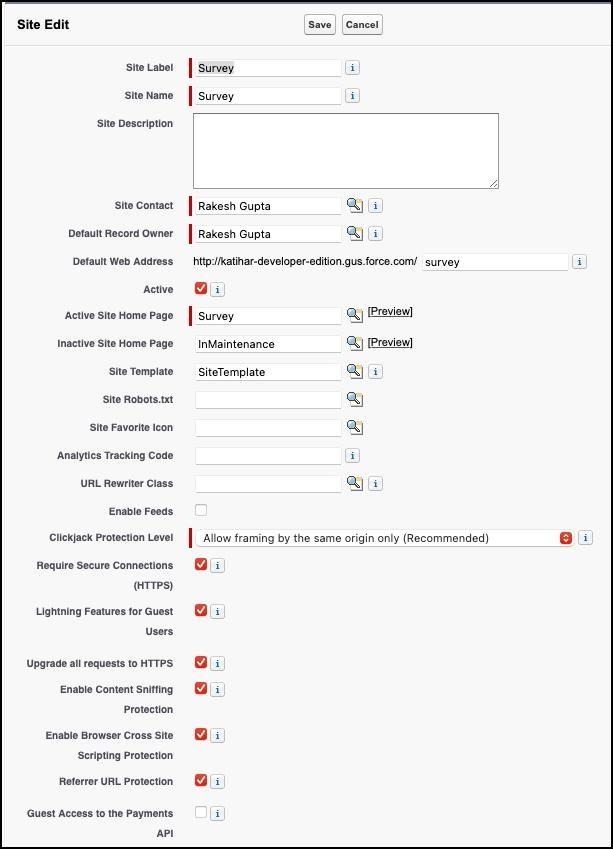 Site Edit Save Cancel
Site Label Survey i
Site Name Survey i
Site Description
Site Contact Rakesh Gupta i
Default Record Owner Rakesh Gupta i
Default Web Address http://katihar-developer-edition.gus.force.com/ survey i
Active i
Active Site Home Page Survey [Preview]
Inactive Site Home Page InMaintenance [Preview]
Site Template SiteTemplate i
Site Robots.txt
Site Favorite Icon
Analytics Tracking Code i
URL Rewriter Class i
Enable Feeds
Clickjack Protection Level Allow framing by the same origin only (Recommended) i
Require Secure Connections i
(HTTPS)
Lightning Features for Guest i
Users
Upgrade all requests to HTTPS i
Enable Content Sniffing i
Protection
Enable Browser Cross Site i
Scripting Protection
Referrer URL Protection i
Guest Access to the Payments i
API